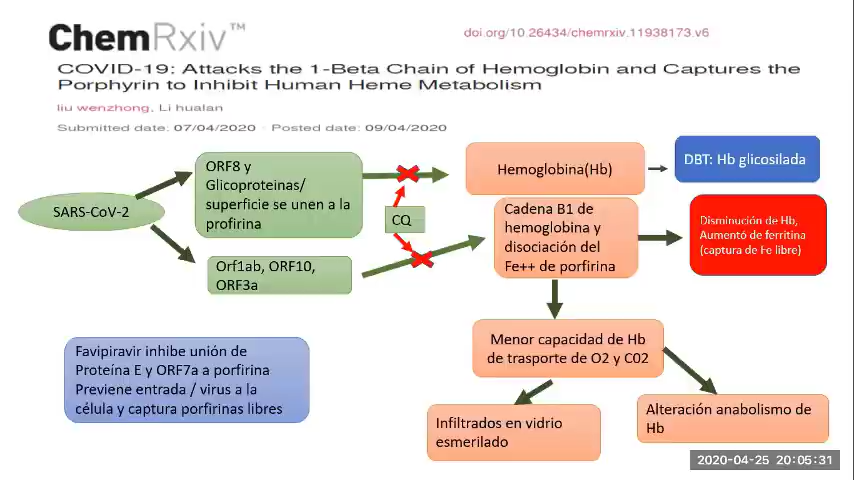 ChemRxiv™
doi.org/10.26434/chemrxiv.11938173.v6
COVID-19: Attacks the 1-Beta Chain of Hemoglobin and Captures the
Porphyrin to Inhibit Human Heme Metabolism
liu wenzhong, Li hualan
Submitted date: 07/04/2020 · Posted date: 09/04/2020
SARS-CoV-2
ORF8 y
Glicoproteinas/
superficie se unen a la
profirina
Orf1ab, ORF10,
ORF3a
CQ
Hemoglobina(Hb)
DBT: Hb glicosilada
Cadena B1 de
hemoglobina y
disociación del
Fe++ de porfirina
Disminución de Hb,
Aumentó de ferritina
(captura de Fe libre)
Menor capacidad de Hb
de trasporte de O2 y C02
Infiltrados en vidrio
esmerilado
Alteración anabolismo de
Hb
Favipiravir inhibe unión de
Proteína E y ORF7a a porfirina
Previene entrada / virus a la
célula y captura porfirinas libres
2020-04-25 20:05:31